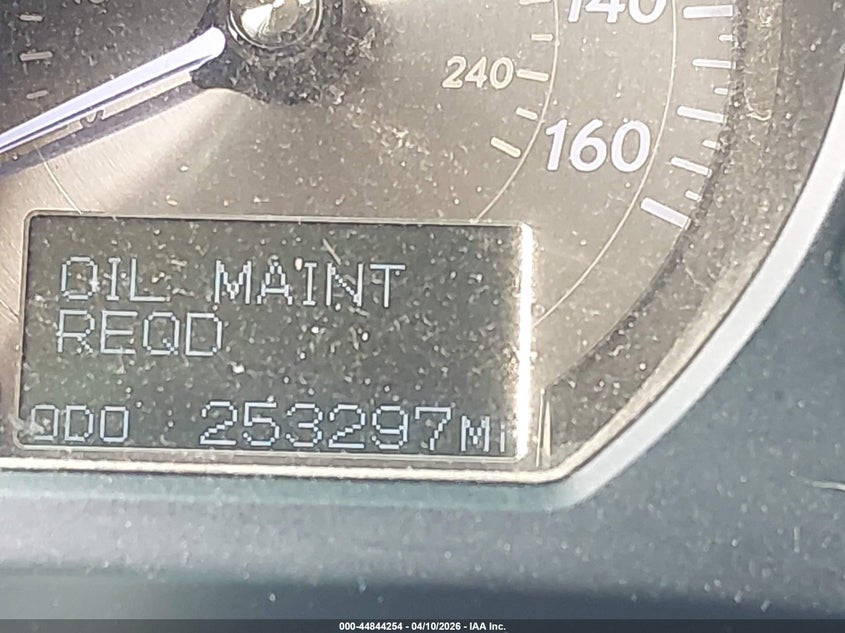 140
240
160
OIL MAINT
REQD
ODO 253297Mi
000-44844254 - 04/10/2026 - IAA Inc.